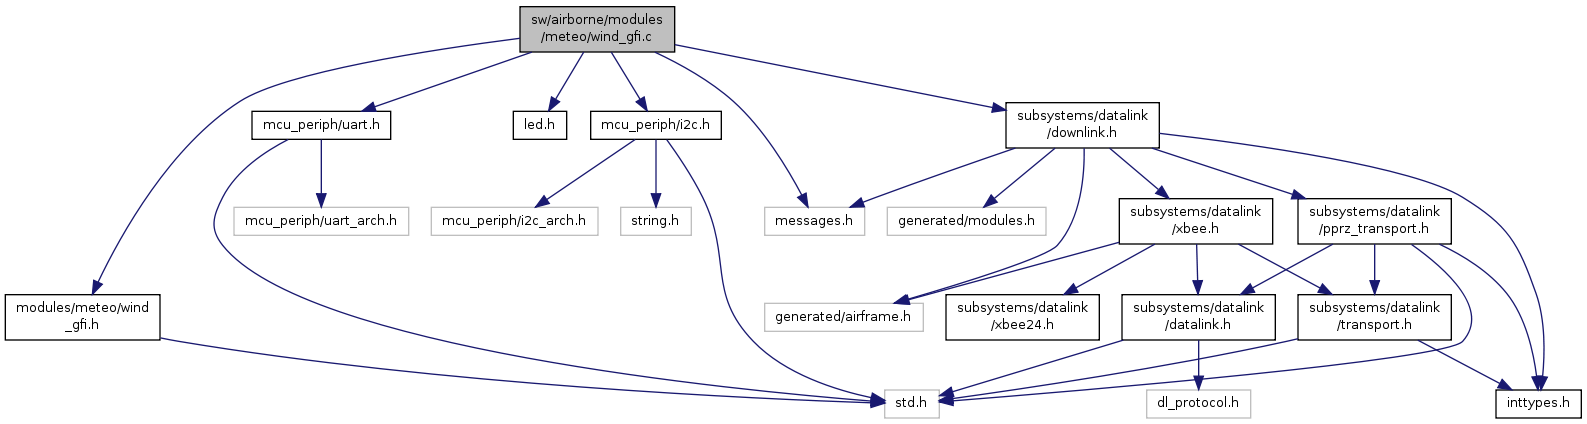 sw/airborne/modules
/meteo/wind_gfi.c
mcu_periph/uart.h
led.h
mcu_periph/i2c.h
subsystems/datalink
/downlink.h
mcu_periph/uart_arch.h
mcu_periph/i2c_arch.h
string.h
messages.h
generated/modules.h
subsystems/datalink
/xbee.h
subsystems/datalink
/pprz_transport.h
modules/meteo/wind
_gfi.h
generated/airframe.h
subsystems/datalink
/xbee24.h
subsystems/datalink
/datalink.h
subsystems/datalink
/transport.h
std.h
dl_protocol.h
inttypes.h